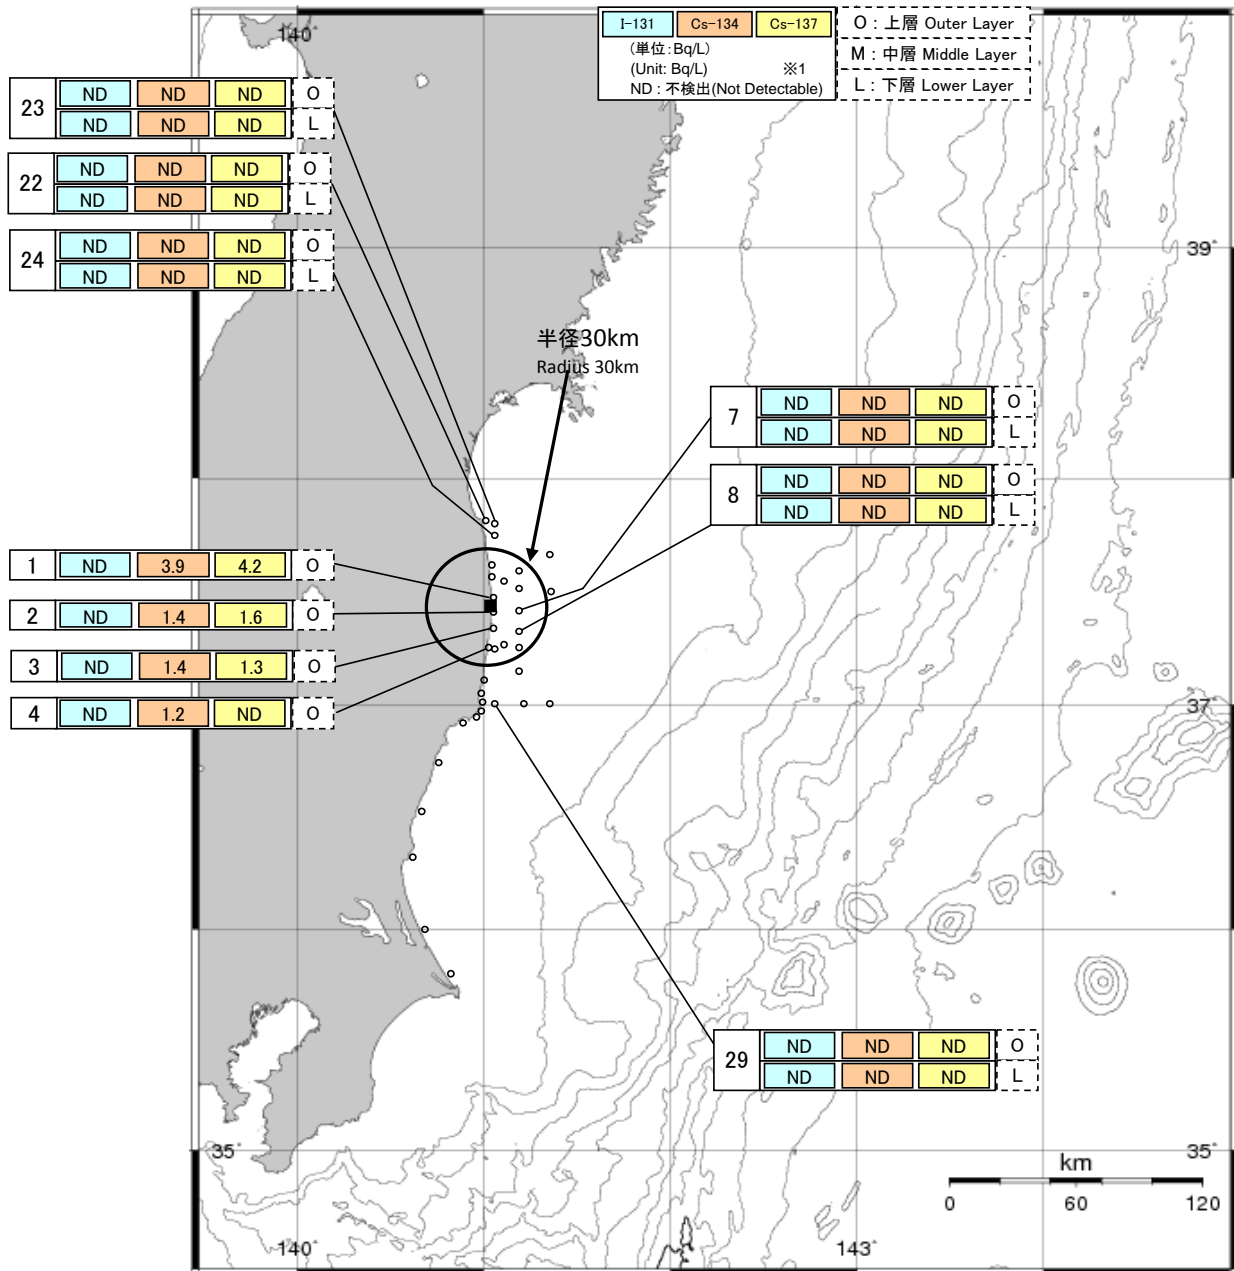 I-131 Cs-134 Cs-137
(単位:Bq/L)
(Unit: Bq/L) ※1
ND : 不検出(Not Detectable)
O : 上層 Outer Layer
M : 中層 Middle Layer
L : 下層 Lower Layer
140°
23 ND ND ND O
ND ND ND L
22 ND ND ND O
ND ND ND L
24 ND ND ND O
ND ND ND L
39°
半径30km
Radius 30km
7 ND ND ND O
ND ND ND L
8 ND ND ND O
ND ND ND L
1 ND 3.9 4.2 O
2 ND 1.4 1.6 O
3 ND 1.4 1.3 O
4 ND 1.2 ND O
37°
29 ND ND ND O
ND ND ND L
35°
35°
km
0 60 120
140°
143°